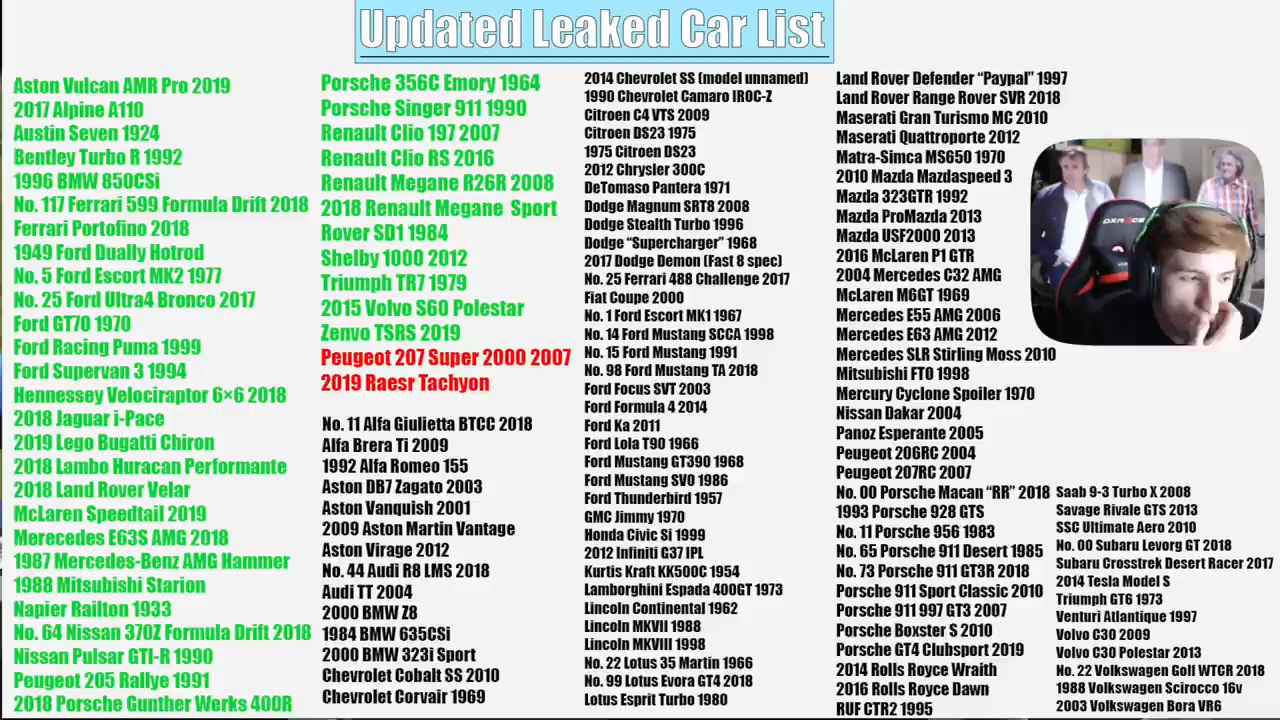 Updated Leaked Car List
Aston Vulcan AMR Pro 2019
2017 Alpine A110
Austin Seven 1924
Bentley Turbo R 1992
1996 BMW 850CSi
No. 117 Ferrari 599 Formula Drift 2018
Ferrari Portofino 2018
1949 Ford Dually Hotrod
No. 5 Ford Escort MK2 1977
No. 25 Ford Ultra4 Bronco 2017
Ford GT70 1970
Ford Racing Puma 1999
Ford Supervan 3 1994
Hennessey Velociraptor 6×6 2018
2018 Jaguar i-Pace
2019 Lego Bugatti Chiron
2018 Lambo Huracan Performante
2018 Land Rover Velar
McLaren Speedtail 2019
Merecedes E63S AMG 2018
1987 Mercedes-Benz AMG Hammer
1988 Mitsubishi Starion
Napier Railton 1933
No. 64 Nissan 370Z Formula Drift 2018
Nissan Pulsar GTI-R 1990
Peugeot 205 Rallye 1991
2018 Porsche Gunther Werks 400R
Porsche 356C Emory 1964
Porsche Singer 911 1990
Renault Clio 197 2007
Renault Clio RS 2016
Renault Megane R26R 2008
2018 Renault Megane Sport
Rover SD1 1984
Shelby 1000 2012
Triumph TR7 1979
2015 Volvo S60 Polestar
Zenvo TSRS 2019
Peugeot 207 Super 2000 2007
2019 Raesr Tachyon
No. 11 Alfa Giulietta BTCC 2018
Alfa Brera Ti 2009
1992 Alfa Romeo 155
Aston DB7 Zagato 2003
Aston Vanquish 2001
2009 Aston Martin Vantage
Aston Virage 2012
No. 44 Audi R8 LMS 2018
Audi TT 2004
2000 BMW Z8
1984 BMW 635CSi
2000 BMW 323i Sport
Chevrolet Cobalt SS 2010
Chevrolet Corvair 1969
2014 Chevrolet SS (model unnamed)
1990 Chevrolet Camaro IROC-Z
Citroen C4 VTS 2009
Citroen DS23 1975
1975 Citroen DS23
2012 Chrysler 300C
DeTomaso Pantera 1971
Dodge Magnum SRT8 2008
Dodge Stealth Turbo 1996
Dodge “Supercharger” 1968
2017 Dodge Demon (Fast 8 spec)
No. 25 Ferrari 488 Challenge 2017
Fiat Coupe 2000
No. 1 Ford Escort MK1 1967
No. 14 Ford Mustang SCCA 1998
No. 15 Ford Mustang 1991
No. 98 Ford Mustang TA 2018
Ford Focus SVT 2003
Ford Formula 4 2014
Ford Ka 2011
Ford Lola T90 1966
Ford Mustang GT390 1968
Ford Mustang SVO 1986
Ford Thunderbird 1957
GMC Jimmy 1970
Honda Civic Si 1999
2012 Infiniti G37 IPL
Kurtis Kraft KK500C 1954
Lamborghini Espada 400GT 1973
Lincoln Continental 1962
Lincoln MKVII 1988
Lincoln MKVIII 1998
No. 22 Lotus 35 Martin 1966
No. 99 Lotus Evora GT4 2018
Lotus Esprit Turbo 1980
Land Rover Defender “Paypal” 1997
Land Rover Range Rover SVR 2018
Maserati Gran Turismo MC 2010
Maserati Quattroporte 2012
Matra-Simca MS650 1970
2010 Mazda Mazdaspeed 3
Mazda 323GTR 1992
Mazda ProMazda 2013
Mazda USF2000 2013
2016 McLaren P1 GTR
2004 Mercedes C32 AMG
McLaren M6GT 1969
Mercedes E55 AMG 2006
Mercedes E63 AMG 2012
Mercedes SLR Stirling Moss 2010
Mitsubishi FTO 1998
Mercury Cyclone Spoiler 1970
Nissan Dakar 2004
Panoz Esperante 2005
Peugeot 206RC 2004
Peugeot 207RC 2007
No. 00 Porsche Macan “RR” 2018
1993 Porsche 928 GTS
No. 11 Porsche 956 1983
No. 65 Porsche 911 Desert 1985
No. 73 Porsche 911 GT3R 2018
Porsche 911 Sport Classic 2010
Porsche 911 997 GT3 2007
Porsche Boxster S 2010
Porsche GT4 Clubsport 2019
2014 Rolls Royce Wraith
2016 Rolls Royce Dawn
RUF CTR2 1995
Saab 9-3 Turbo X 2008
Savage Rivale GTS 2013
SSC Ultimate Aero 2010
No. 00 Subaru Levorg GT 2018
Subaru Crosstrek Desert Racer 2017
2014 Tesla Model S
Triumph GT6 1973
Venturi Atlantique 1997
Volvo C30 2009
Volvo C30 Polestar 2013
No. 22 Volkswagen Golf WTCR 2018
1988 Volkswagen Scirocco 16v
2003 Volkswagen Bora VR6
DXRACER